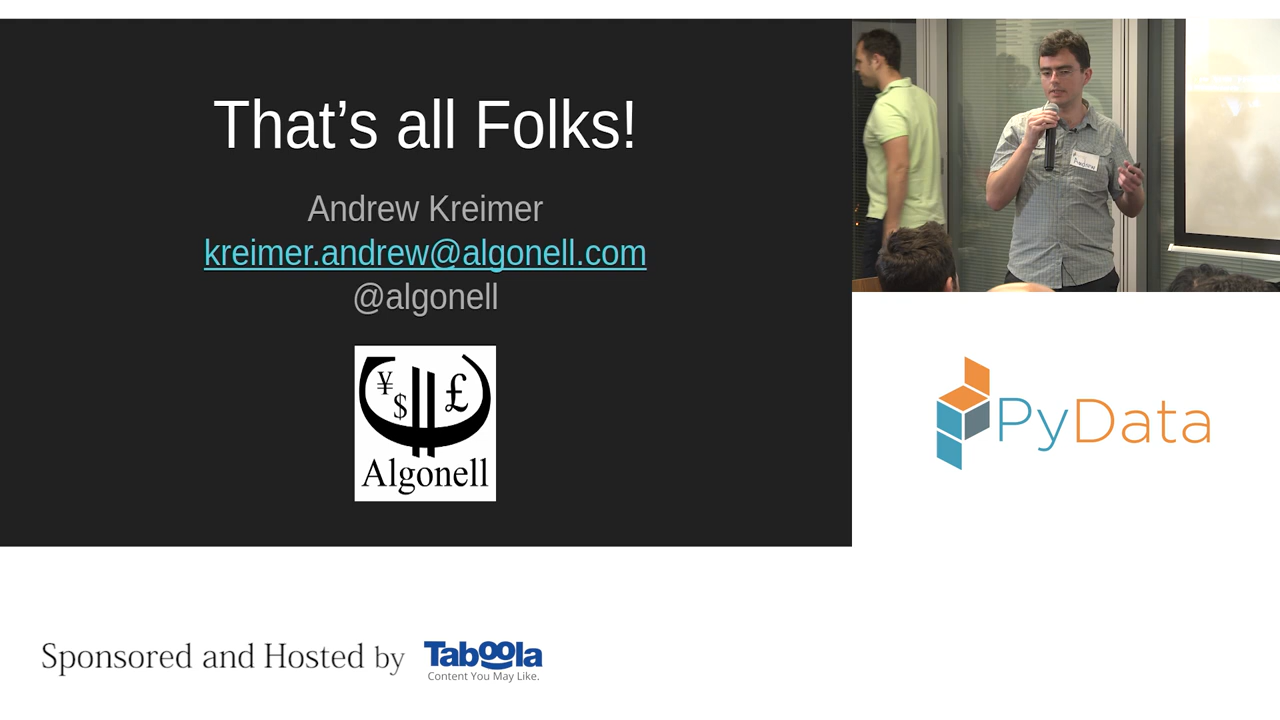 That's all Folks!
Andrew Kreimer
kreimer.andrew@algonell.com
@algonell
¥
$
£
Algonell
Andrew
PyData
Sponsored and Hosted by
Taboola
Content You May Like.